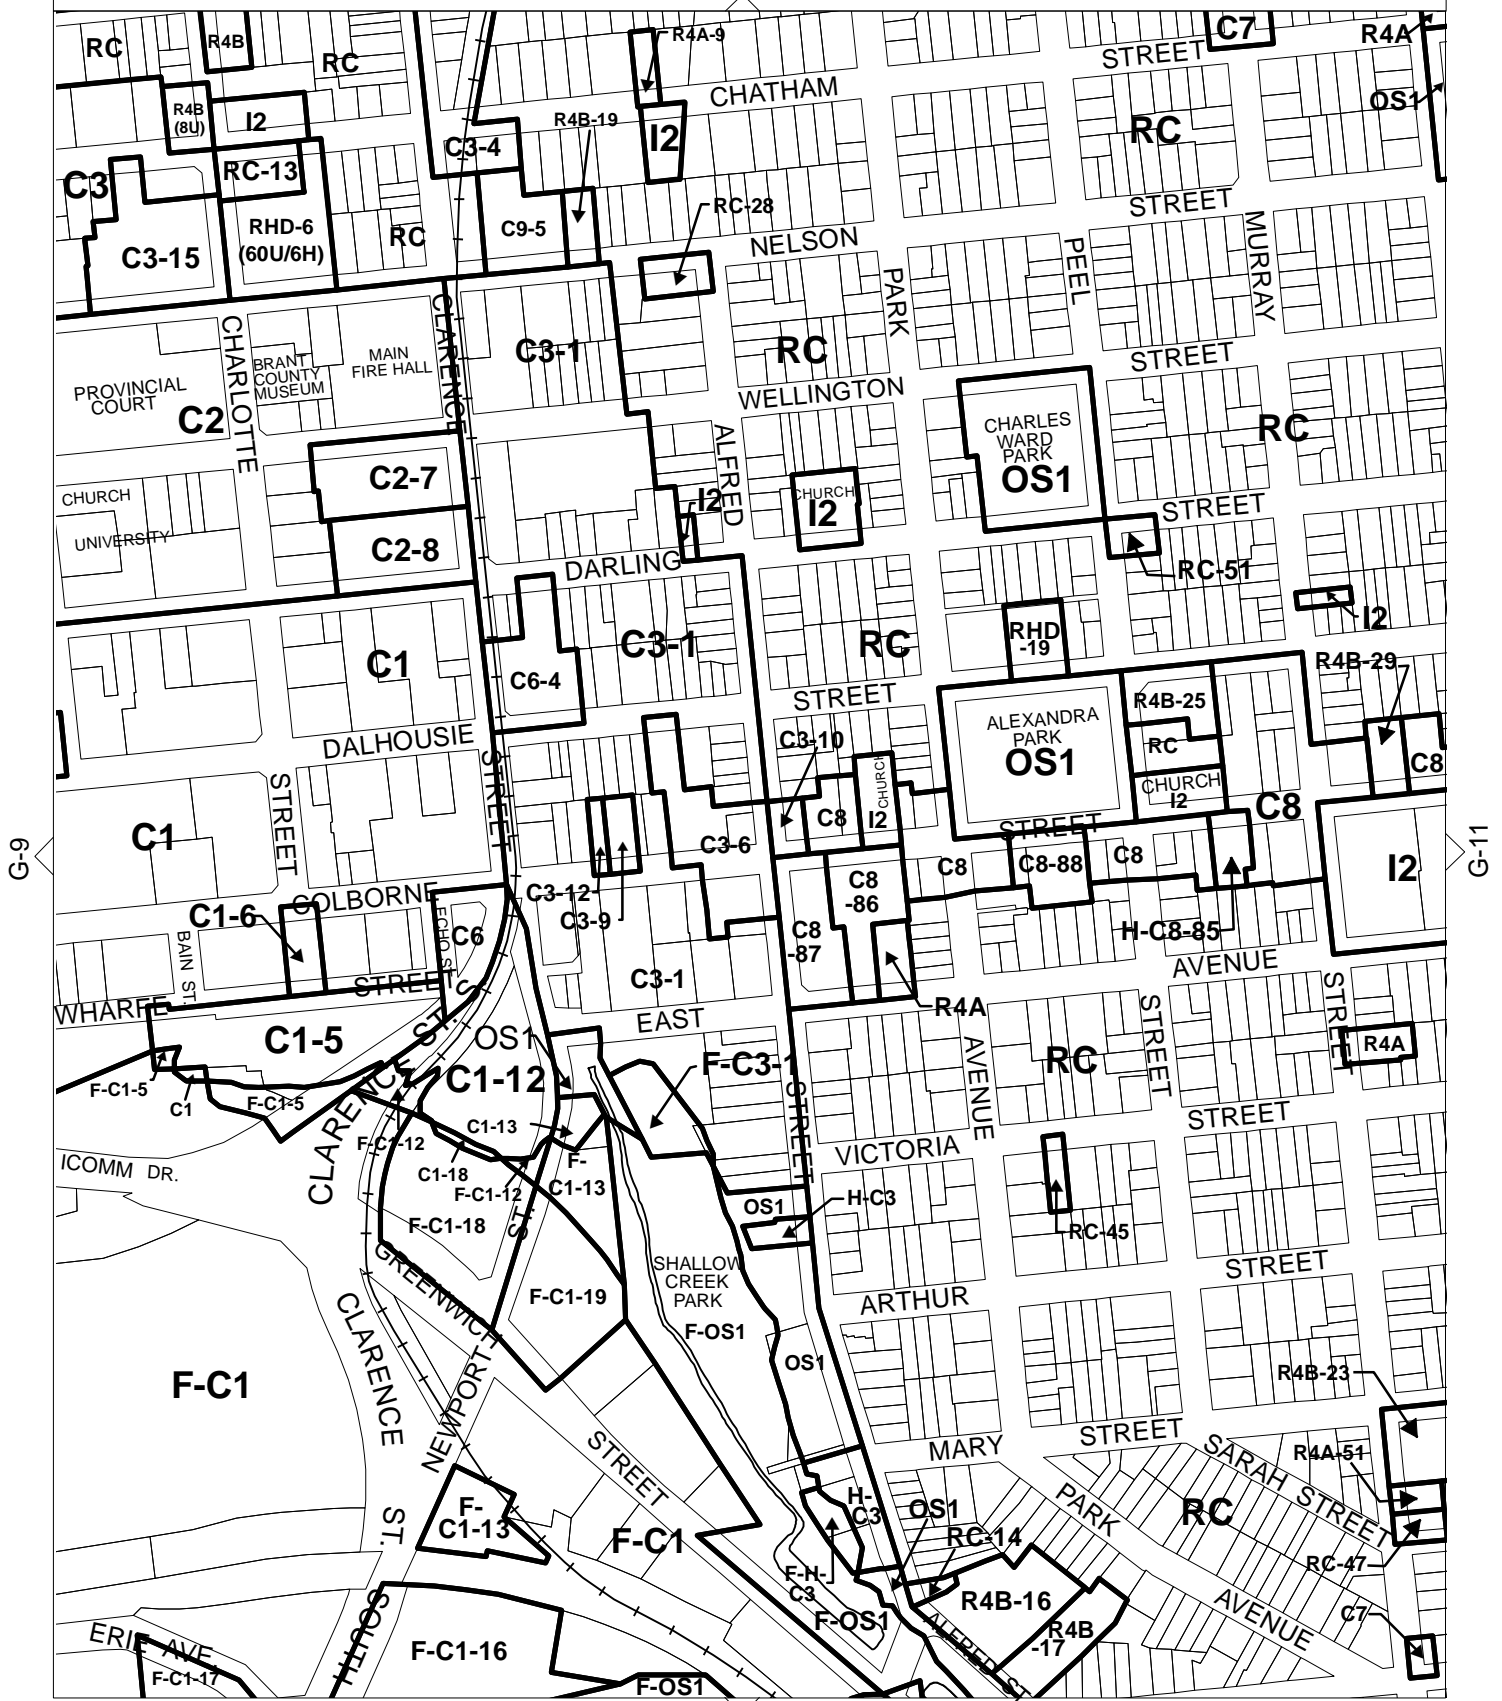 RC
R4B
RC
R4A-9
C7
STREET
R4A
OS1
R4B
(8U)
I2
CHATHAM
R4B-19
I2
C3-4
RC
C3
RC-13
STREET
RC-28
C3-15
RHD-6
(60U/6H)
RC
C9-5
NELSON
PARK
PEEL
MURRAY
CHARLOTTE
CLARENCE
PROVINCIAL
COURT
BRANT
COUNTY
MUSEUM
MAIN
FIRE HALL
C3-1
RC
STREET
C2
WELLINGTON
ALFRED
CHARLES
WARD
PARK
OS1
RC
C2-7
CHURCH
UNIVERSITY
I2
CHURCH
I2
STREET
C2-8
DARLING
RC-51
I2
C1
C6-4
C3-1
RC
RHD
-19
R4B-29
STREET
R4B-25
DALHOUSIE
STREET
C3-10
ALEXANDRA
PARK
OS1
RC
C8
CHURCH
I2
C8
STREET
C1
C3-6
C8
CHURCH
I2
STREET
G-9
G-11
C3-12
C3-9
C8
-86
C8
C8-88
C8
I2
COLBORNE
C1-6
ECHO ST.
C6
BAIN ST.
C8
-87
H-C8-85
AVENUE
C3-1
WHARFE
STREET
R4A
STREET
STREET
EAST
C1-5
OS1
C1-12
F-C3-1
AVENUE
RC
R4A
F-C1-5
C1
F-C1-5
CLARENCE ST. S.
F-C1-12
C1-13
STREET
STREET
VICTORIA
ICOMM DR.
C1-18
F-C1-12
F-
C1-13
OS1
H-C3
RC-45
F-C1-18
ST.
GREENWICH
SHALLOW
CREEK
PARK
F-OS1
STREET
F-C1-19
ARTHUR
CLARENCE
OS1
F-C1
NEWPORT
R4B-23
STREET
STREET
MARY
SARAH STREET
R4A-51
F-
C1-13
ST.
F-C1
H-
C3
OS1
PARK
RC
RC-14
RC-47
F-H-
C3
R4B-16
AVENUE
C7
F-OS1
R4B
-17
SOUTH
ERIE AVE.
F-C1-16
F-C1-17
ALFRED ST.
F-OS1